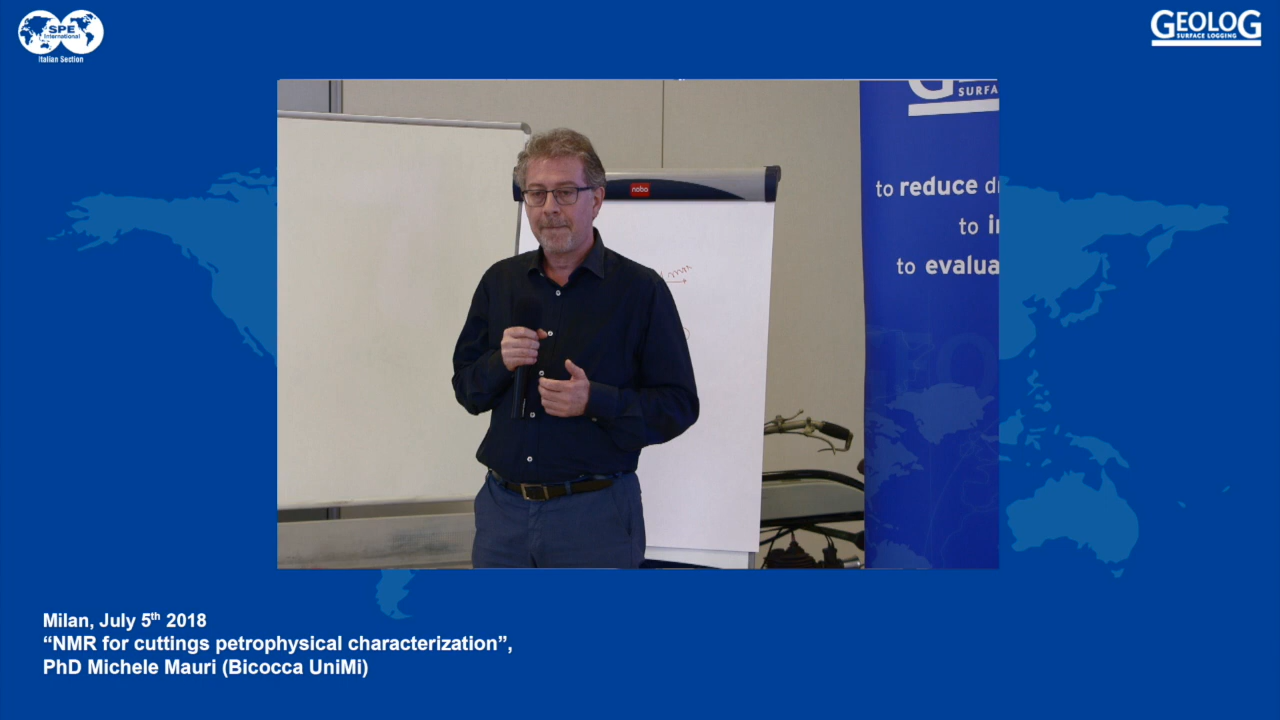 SPE
International
Italian Section
GEOLOG
SURFACE LOGGING
SURFA
to reduce
to
to evalua
nobo
Milan, July 5th 2018
“NMR for cuttings petrophysical characterization”,
PhD Michele Mauri (Bicocca UniMi)